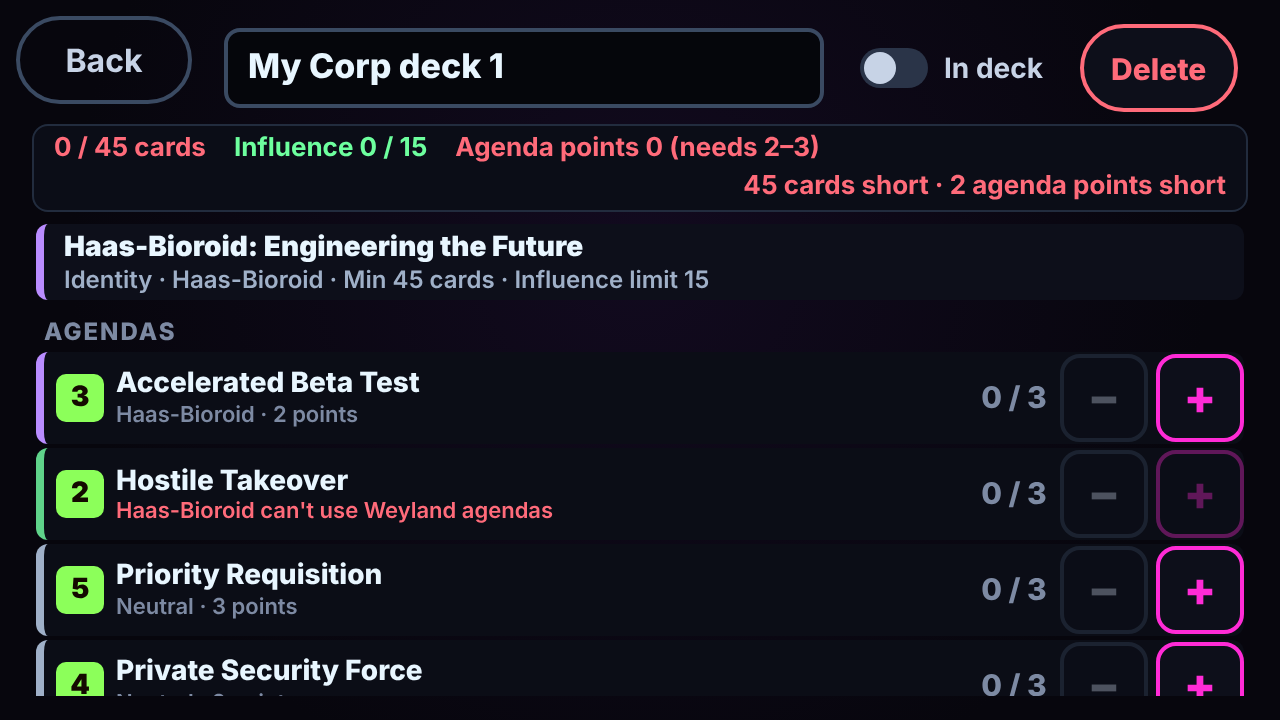 Back
My Corp deck 1
In deck
Delete
0 / 45 cards Influence 0 / 15 Agenda points 0 (needs 2–3)
45 cards short · 2 agenda points short
Haas-Bioroid: Engineering the Future
Identity · Haas-Bioroid · Min 45 cards · Influence limit 15
AGENDAS
3 Accelerated Beta Test
Haas-Bioroid · 2 points
0 / 3 − +
2 Hostile Takeover
Haas-Bioroid can't use Weyland agendas
0 / 3 − +
5 Priority Requisition
Neutral · 3 points
0 / 3 − +
4 Private Security Force
0 / 3 − +